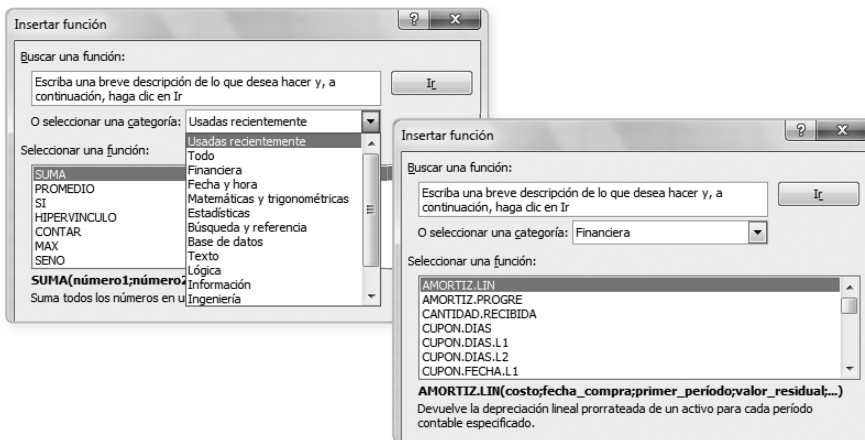 Insertar función
Buscar una función:
Escriba una breve descripción de lo que desea hacer y, a
continuación, haga clic en Ir
Ir
O seleccionar una categoría: Usadas recientemente
Usadas recientemente
Todo
Financiera
Fecha y hora
Matemáticas y trigonométricas
Estadísticas
Búsqueda y referencia
Base de datos
Texto
Lógica
Información
Ingeniería
Seleccionar una función:
SUMA
PROMEDIO
SI
HIPERVINCULO
CONTAR
MAX
SENO
SUMA(número1;número2
Suma todos los números en u
Insertar función
Buscar una función:
Escriba una breve descripción de lo que desea hacer y, a
continuación, haga clic en Ir
Ir
O seleccionar una categoría: Financiera
Seleccionar una función:
AMORTIZ.LIN
AMORTIZ.PROGRE
CANTIDAD.RECIBIDA
CUPON.DIAS
CUPON.DIAS.L1
CUPON.DIAS.L2
CUPON.FECHA.L1
AMORTIZ.LIN(costo;fecha_compra;primer_período;valor_residual;...)
Devuelve la depreciación lineal prorrateada de un activo para cada período
contable especificado.